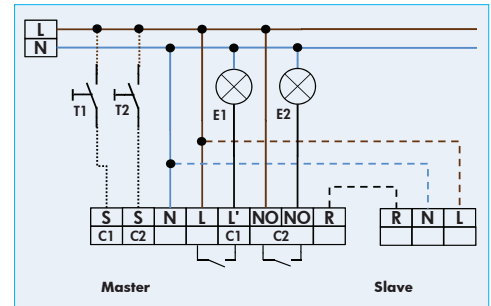 L
N
T1 T2 E1 E2
S S N L L' NO NO R R N L
C1 C2 C1 C2
Master Slave